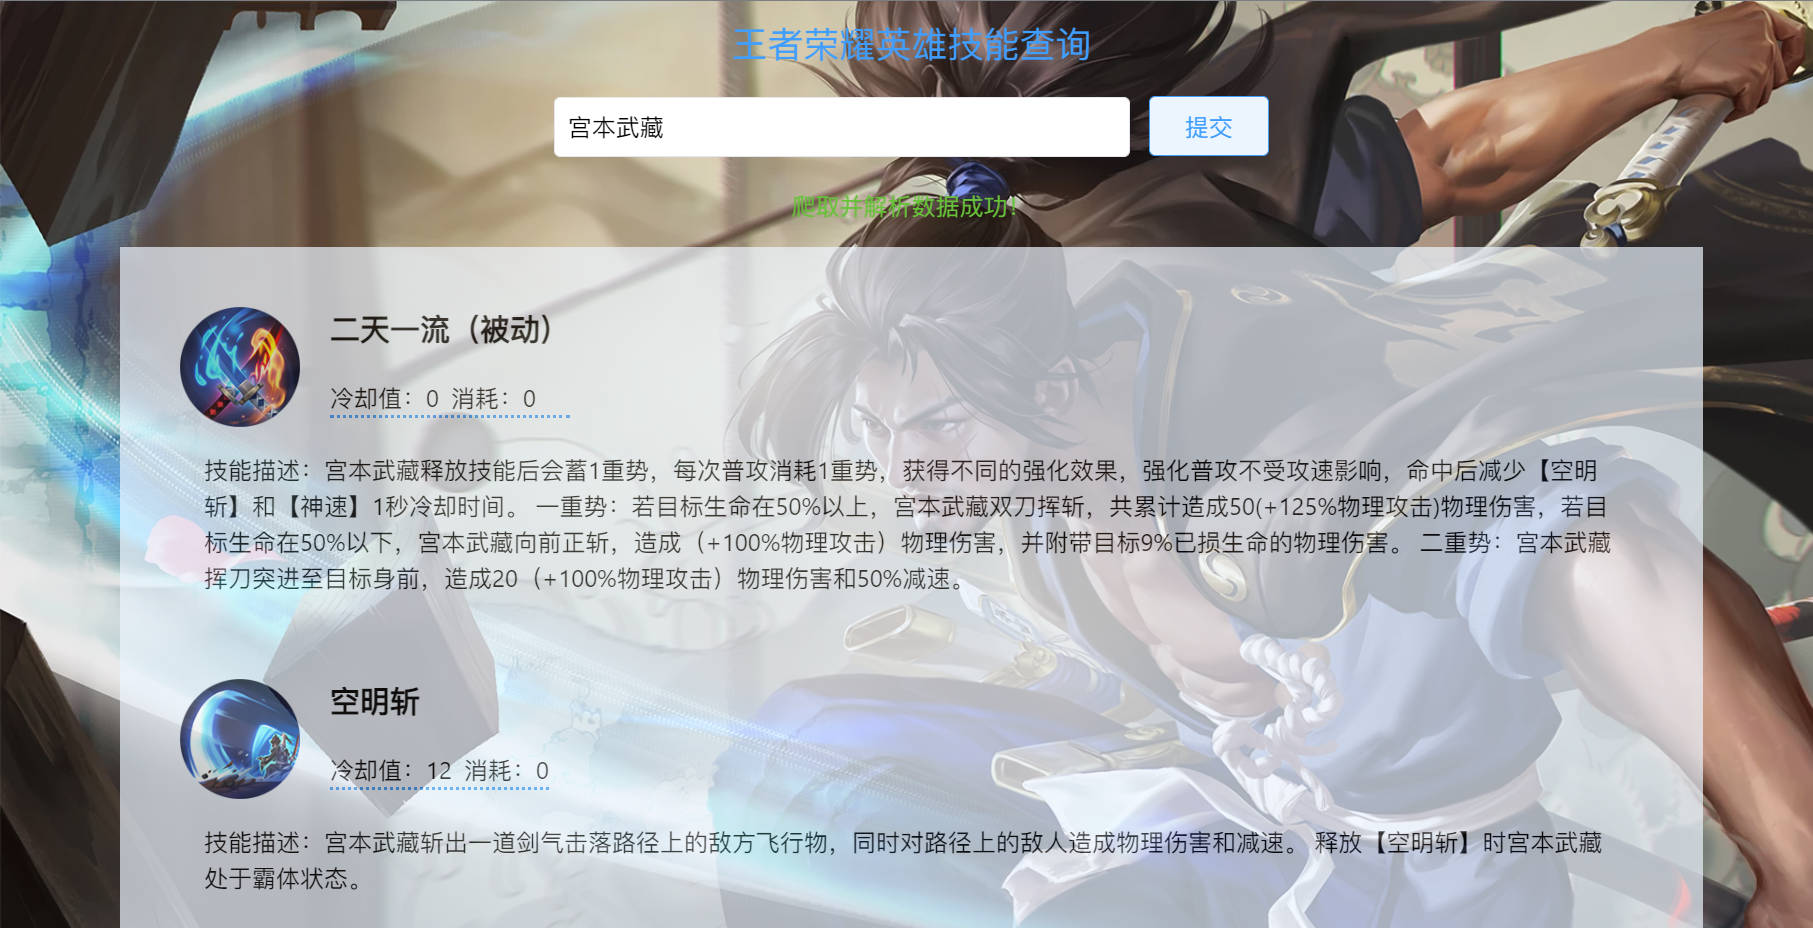 王者荣耀英雄技能查询
宫本武藏
提交
爬取并解析数据成功！
二天一流（被动）
冷却值：0 消耗：0
技能描述：宫本武藏释放技能后会蓄1重势，每次普攻消耗1重势，获得不同的强化效果，强化普攻不受攻速影响，命中后减少【空明
斩】和【神速】1秒冷却时间。 一重势：若目标生命在50%以上，宫本武藏双刀挥斩，共累计造成50(+125%物理攻击)物理伤害，若目
标生命在50%以下，宫本武藏向前正斩，造成（+100%物理攻击）物理伤害，并附带目标9%已损生命的物理伤害。 二重势：宫本武藏
挥刀突进至目标身前，造成20（+100%物理攻击）物理伤害和50%减速。
空明斩
冷却值：12 消耗：0
技能描述：宫本武藏斩出一道剑气击落路径上的敌方飞行物，同时对路径上的敌人造成物理伤害和减速。 释放【空明斩】时宫本武藏
处于霸体状态。